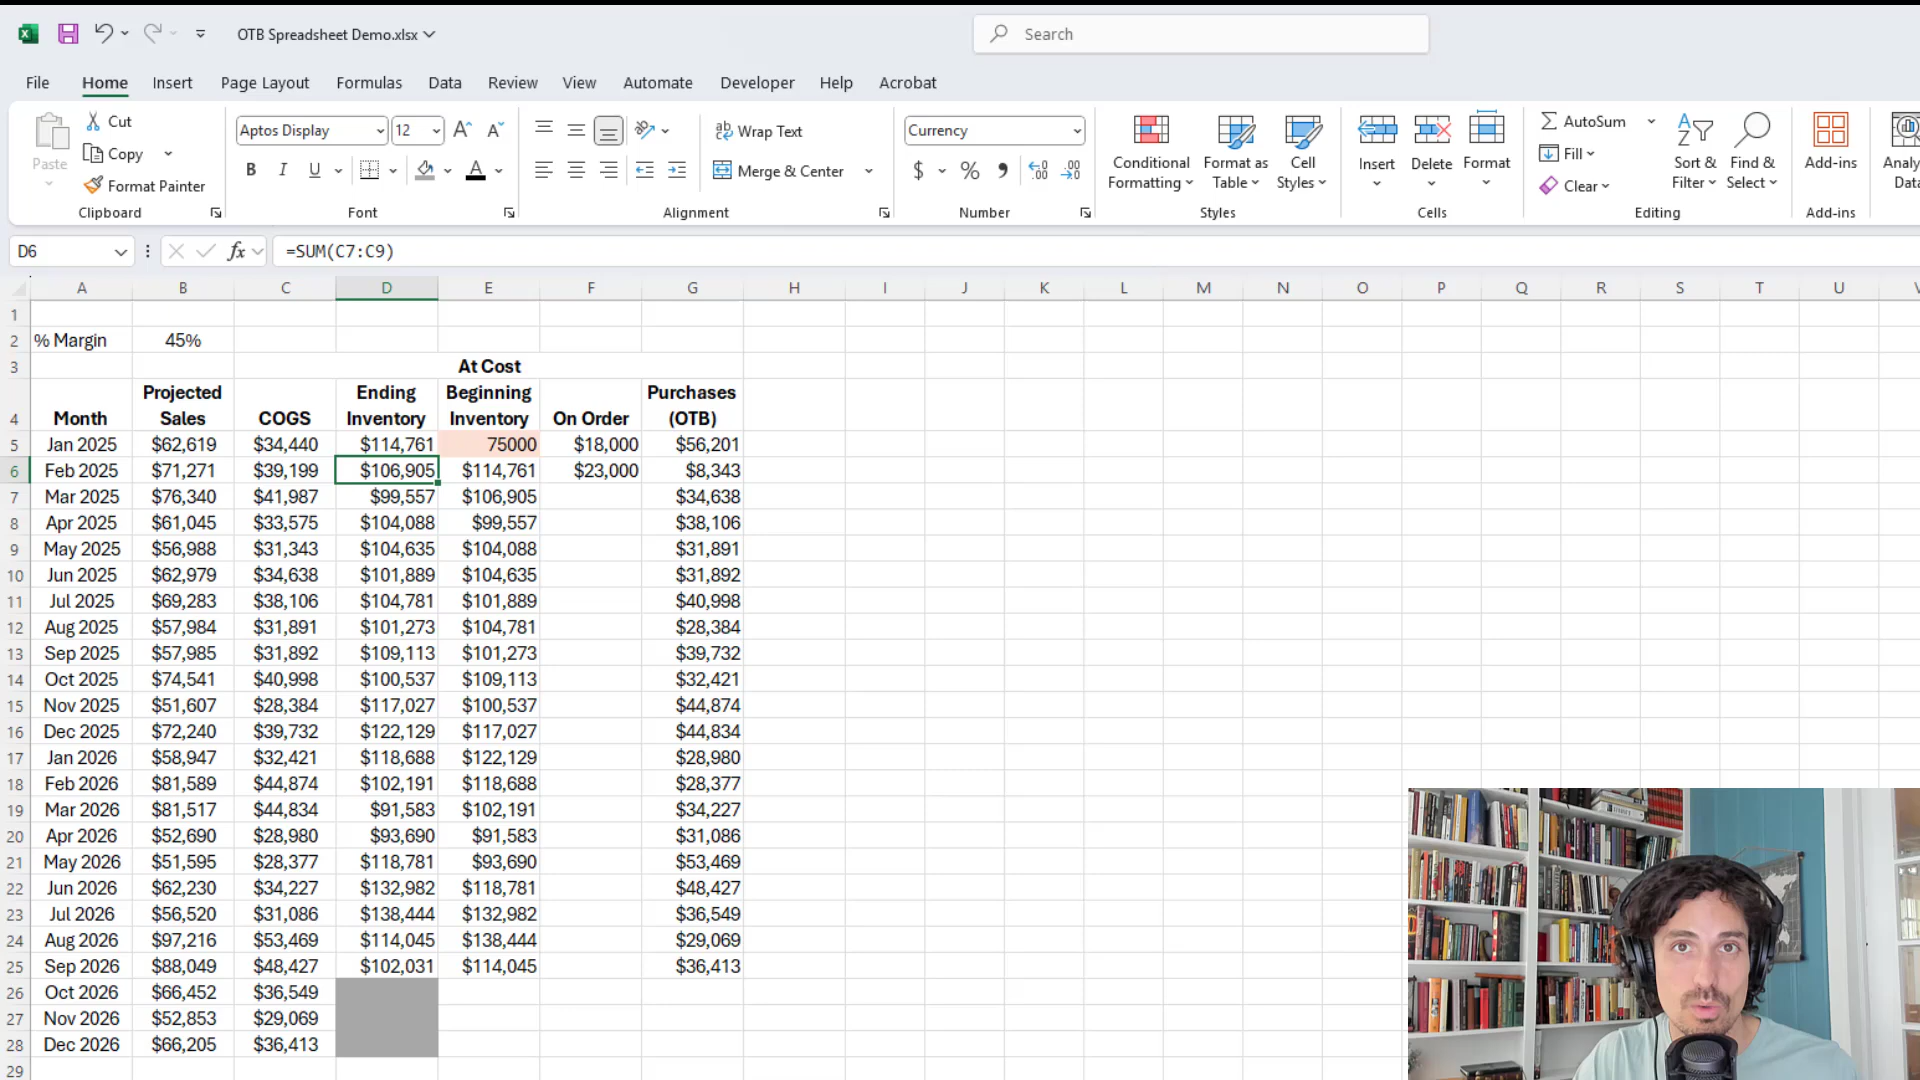 OTB Spreadsheet Demo.xlsx
Search
File Home Insert Page Layout Formulas Data Review View Automate Developer Help Acrobat
Paste
Cut
Copy
Format Painter
Clipboard
Aptos Display 12
B I U
Font
Wrap Text
Merge & Center
Alignment
Currency
$ % 9
Number
Conditional Formatting
Format as Table
Cell Styles
Styles
Insert Delete Format
Cells
AutoSum
Fill
Clear
Sort & Filter
Find & Select
Editing
Add-ins
Add-ins
D6 fx =SUM(C7:C9)
A B C D E F G H I J K L M N O P Q R S T U
1
2 % Margin 45%
3 At Cost
Projected Ending Beginning Purchases
4 Month Sales COGS Inventory Inventory On Order (OTB)
5 Jan 2025 $62,619 $34,440 $114,761 75000 $18,000 $56,201
6 Feb 2025 $71,271 $39,199 $106,905 $114,761 $23,000 $8,343
7 Mar 2025 $76,340 $41,987 $99,557 $106,905 $34,638
8 Apr 2025 $61,045 $33,575 $104,088 $99,557 $38,106
9 May 2025 $56,988 $31,343 $104,635 $104,088 $31,891
10 Jun 2025 $62,979 $34,638 $101,889 $104,635 $31,892
11 Jul 2025 $69,283 $38,106 $104,781 $101,889 $40,998
12 Aug 2025 $57,984 $31,891 $101,273 $104,781 $28,384
13 Sep 2025 $57,985 $31,892 $109,113 $101,273 $39,732
14 Oct 2025 $74,541 $40,998 $100,537 $109,113 $32,421
15 Nov 2025 $51,607 $28,384 $117,027 $100,537 $44,874
16 Dec 2025 $72,240 $39,732 $122,129 $117,027 $44,834
17 Jan 2026 $58,947 $32,421 $118,688 $122,129 $28,980
18 Feb 2026 $81,589 $44,874 $102,191 $118,688 $28,377
19 Mar 2026 $81,517 $44,834 $91,583 $102,191 $34,227
20 Apr 2026 $52,690 $28,980 $93,690 $91,583 $31,086
21 May 2026 $51,595 $28,377 $118,781 $93,690 $53,469
22 Jun 2026 $62,230 $34,227 $132,982 $118,781 $48,427
23 Jul 2026 $56,520 $31,086 $138,444 $132,982 $36,549
24 Aug 2026 $97,216 $53,469 $114,045 $138,444 $29,069
25 Sep 2026 $88,049 $48,427 $102,031 $114,045 $36,413
26 Oct 2026 $66,452 $36,549
27 Nov 2026 $52,853 $29,069
28 Dec 2026 $66,205 $36,413
29